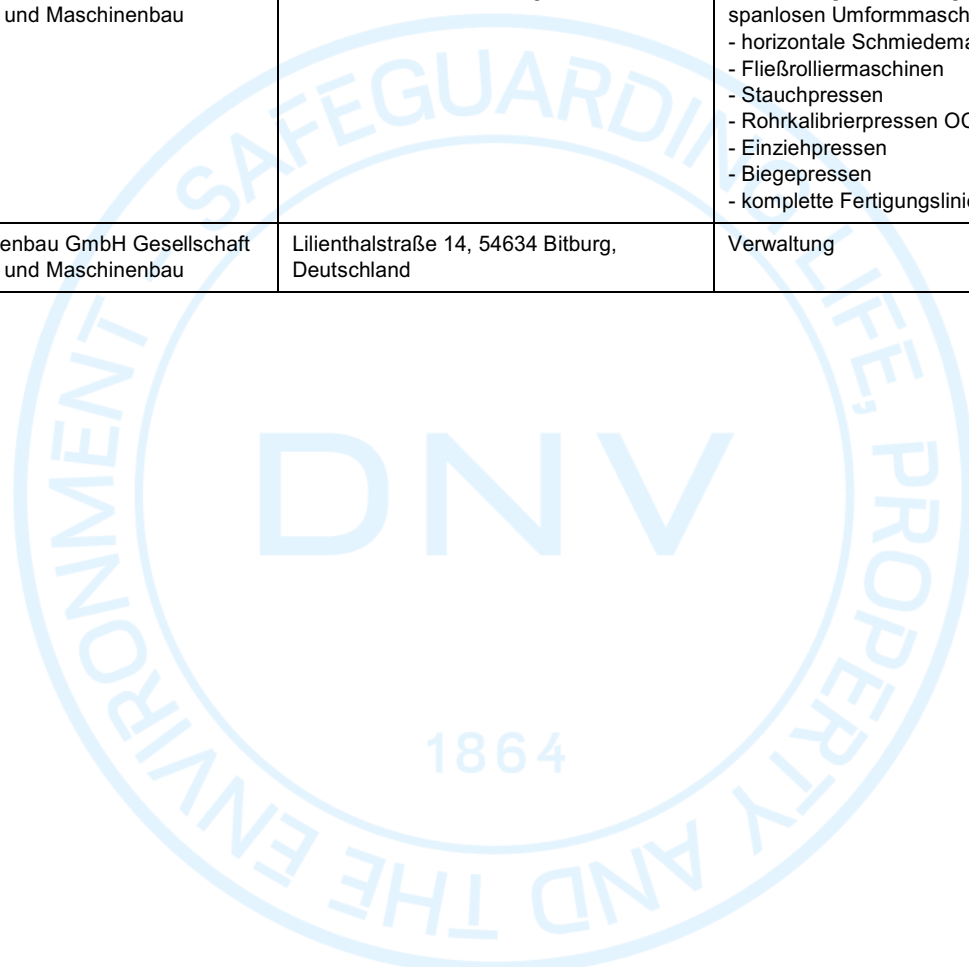 und Maschinenbau
spanlosen Umformmasch
- horizontale Schmiedema
- Fließrolliermaschinen
- Stauchpressen
- Rohrkalibrierpressen OC
- Einziehpressen
- Biegepressen
- komplette Fertigungslinie
enbau GmbH Gesellschaft
und Maschinenbau
Lilienthalstraße 14, 54634 Bitburg,
Deutschland
Verwaltung
SAFEGUARDING LIFE, PROPERTY AND THE ENVIRONMENT
DNV
1864